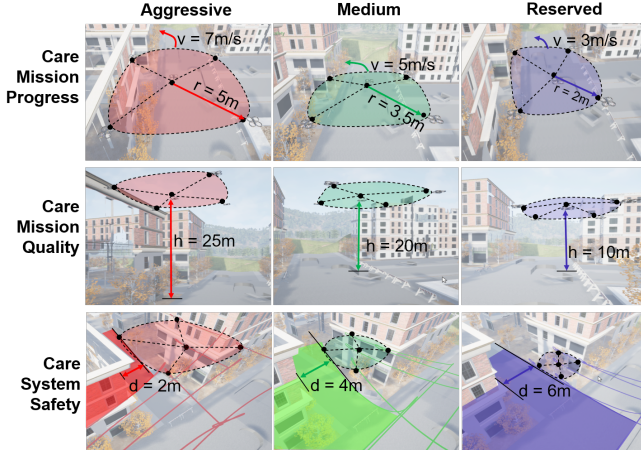 Aggressive Medium Reserved
Care
Mission
Progress
v = 7m/s
r = 5m
v = 5m/s
r = 3.5m
v = 3m/s
r = 2m
Care
Mission
Quality
h = 25m
h = 20m
h = 10m
Care
System
Safety
d = 2m
d = 4m
d = 6m